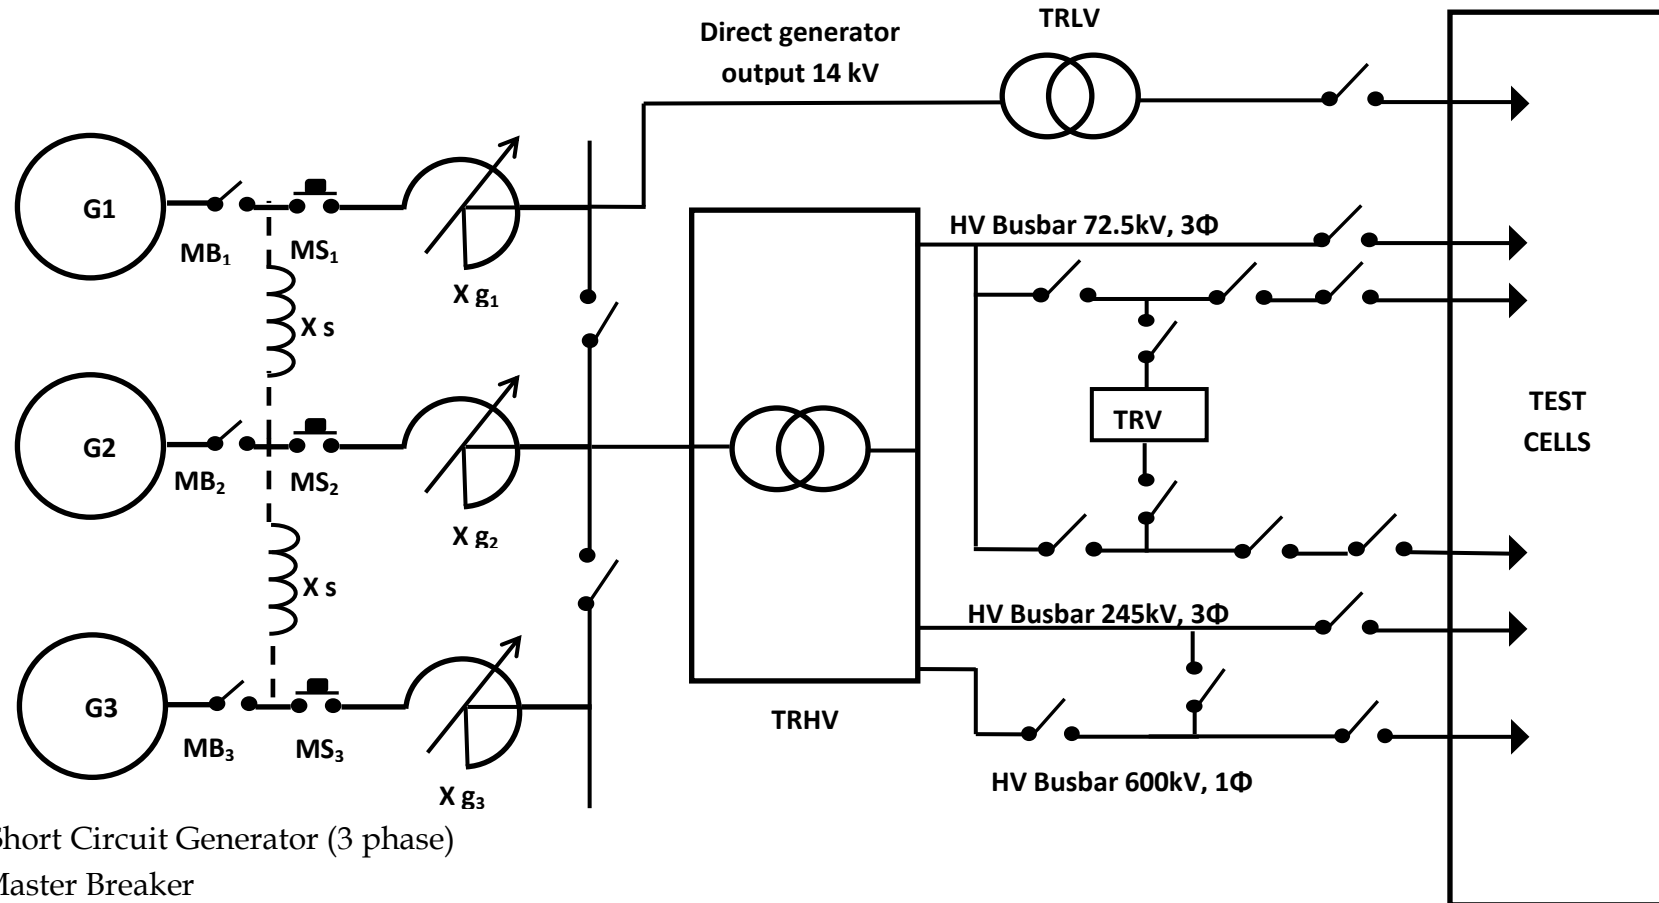 TRLV
Direct generator
output 14 kV
G1
MB₁
MS₁
X g₁
HV Busbar 72.5kV, 3Φ
X s
TRV
TEST
CELLS
G2
MB₂
MS₂
X g₂
X s
HV Busbar 245kV, 3Φ
G3
MB₃
MS₃
X g₃
TRHV
HV Busbar 600kV, 1Φ
Short Circuit Generator (3 phase)
Master Breaker